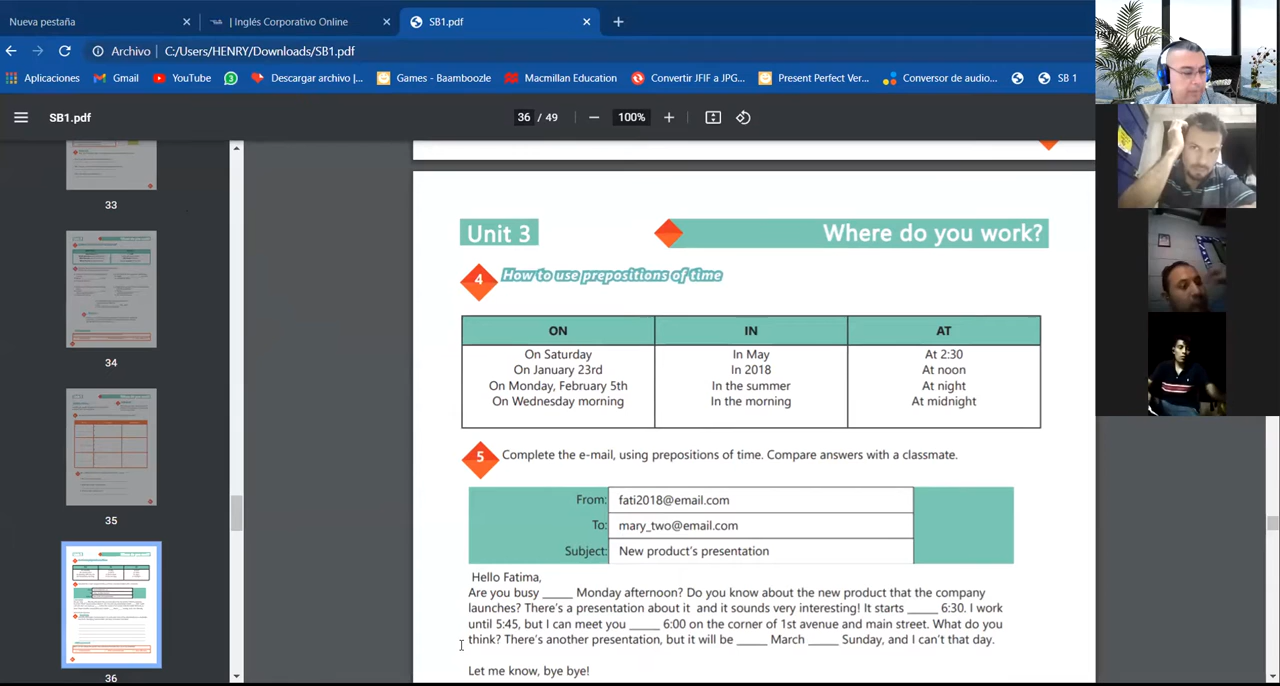 Nueva pestaña
| Inglés Corporativo Online
SB1.pdf
Archivo | C:/Users/HENRY/Downloads/SB1.pdf
Aplicaciones
Gmail
YouTube
3
Descargar archivo |...
Games - Baamboozle
Macmillan Education
Convertir JFIF a JPG...
Present Perfect Ver...
Conversor de audio...
SB 1
SB1.pdf
36 / 49
100%
33
34
35
36
Unit 3
Where do you work?
4 How to use prepositions of time
ON IN AT
On Saturday In May At 2:30
On January 23rd In 2018 At noon
On Monday, February 5th In the summer At night
On Wednesday morning In the morning At midnight
5 Complete the e-mail, using prepositions of time. Compare answers with a classmate.
From: fati2018@email.com
To: mary_two@email.com
Subject: New product's presentation
Hello Fatima,
Are you busy _____ Monday afternoon? Do you know about the new product that the company
launches? There's a presentation about it and it sounds very interesting! It starts _____ 6:30. I work
until 5:45, but I can meet you _____ 6:00 on the corner of 1st avenue and main street. What do you
think? There's another presentation, but it will be _____ March _____ Sunday, and I can't that day.
Let me know, bye bye!